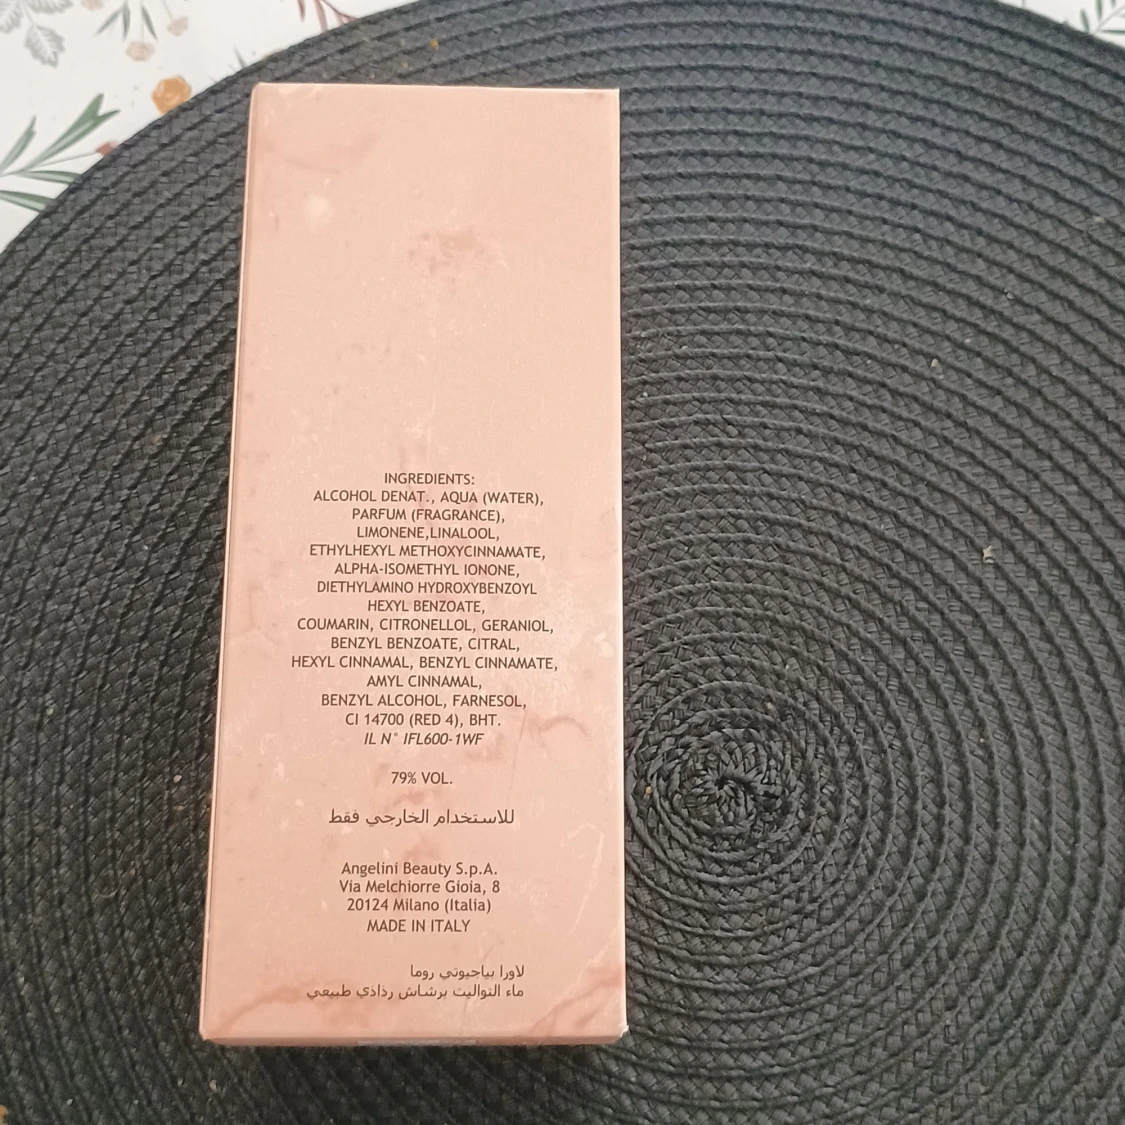 INGREDIENTS:
ALCOHOL DENAT., AQUA (WATER),
PARFUM (FRAGRANCE),
LIMONENE,LINALOOL,
ETHYLHEXYL METHOXYCINNAMATE,
ALPHA-ISOMETHYL IONONE,
DIETHYLAMINO HYDROXYBENZOYL
HEXYL BENZOATE,
COUMARIN, CITRONELLOL, GERANIOL,
BENZYL BENZOATE, CITRAL,
HEXYL CINNAMAL, BENZYL CINNAMATE,
AMYL CINNAMAL,
BENZYL ALCOHOL, FARNESOL,
CI 14700 (RED 4), BHT.
IL N° IFL600-1WF
79% VOL.
للاستخدام الخارجي فقط
Angelini Beauty S.p.A.
Via Melchiorre Gioia, 8
20124 Milano (Italia)
MADE IN ITALY
لاورا بياجيوتي روما
ماء التواليت برشاش رذاذي طبيعي